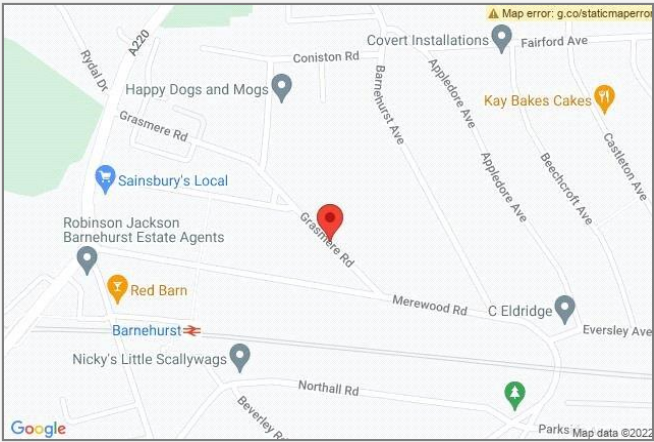 Map error: g.co/staticmaperror
A220
Rydal Dr
Coniston Rd
Covert Installations
Fairford Ave
Happy Dogs and Mogs
Barnehurst Ave
Appledore Ave
Kay Bakes Cakes
Grasmere Rd
Castleton Ave
Appledore Ave
Beechcroft Ave
Sainsbury's Local
Robinson Jackson
Barnehurst Estate Agents
Grasmere Rd
Red Barn
Merewood Rd
C Eldridge
Barnehurst
Eversley Ave
Nicky's Little Scallywags
Northall Rd
Beverley Rd
Google
Parks
Map data ©2022